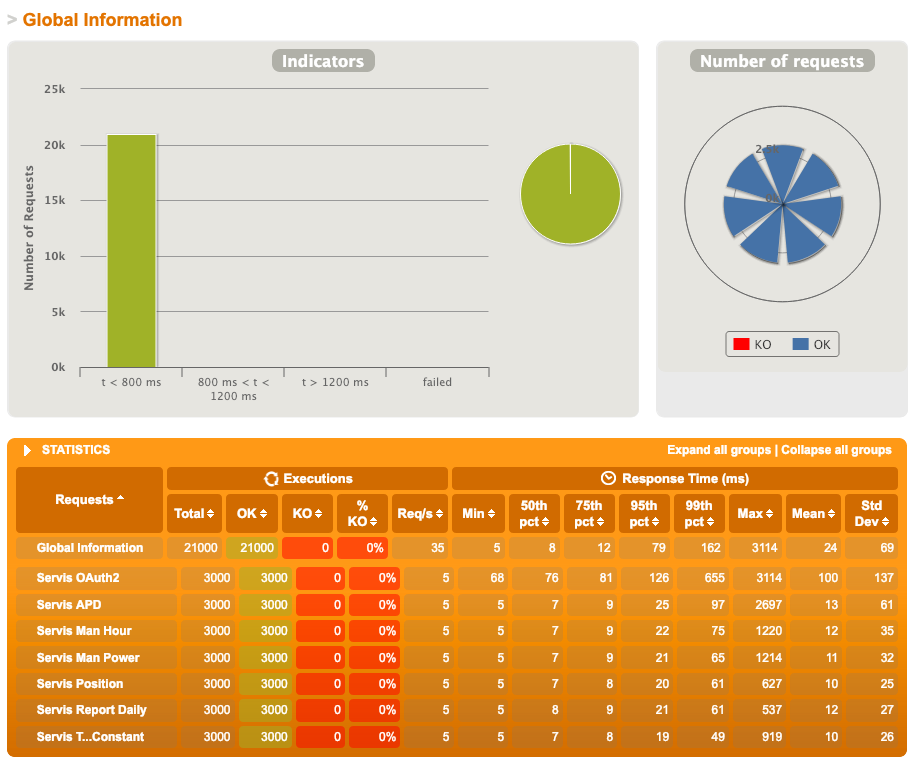 > Global Information
Indicators
25k
20k
15k
10k
5k
0k
Number of Requests
t < 800 ms
800 ms < t <
1200 ms
t > 1200 ms
failed
Number of requests
KO
OK
STATISTICS
Expand all groups | Collapse all groups
Requests Executions Response Time (ms)
Total OK KO % KO Req/s Min 50th pct 75th pct 95th pct 99th pct Max Mean Std Dev
Global Information 21000 21000 0 0% 35 5 8 12 79 162 3114 24 69
Servis OAuth2 3000 3000 0 0% 5 68 76 81 126 655 3114 100 137
Servis APD 3000 3000 0 0% 5 5 7 9 25 97 2697 13 61
Servis Man Hour 3000 3000 0 0% 5 5 7 9 22 75 1220 12 35
Servis Man Power 3000 3000 0 0% 5 5 7 9 21 65 1214 11 32
Servis Position 3000 3000 0 0% 5 5 7 8 20 61 627 10 25
Servis Report Daily 3000 3000 0 0% 5 5 8 9 21 61 537 12 27
Servis T...Constant 3000 3000 0 0% 5 5 7 8 19 49 919 10 26